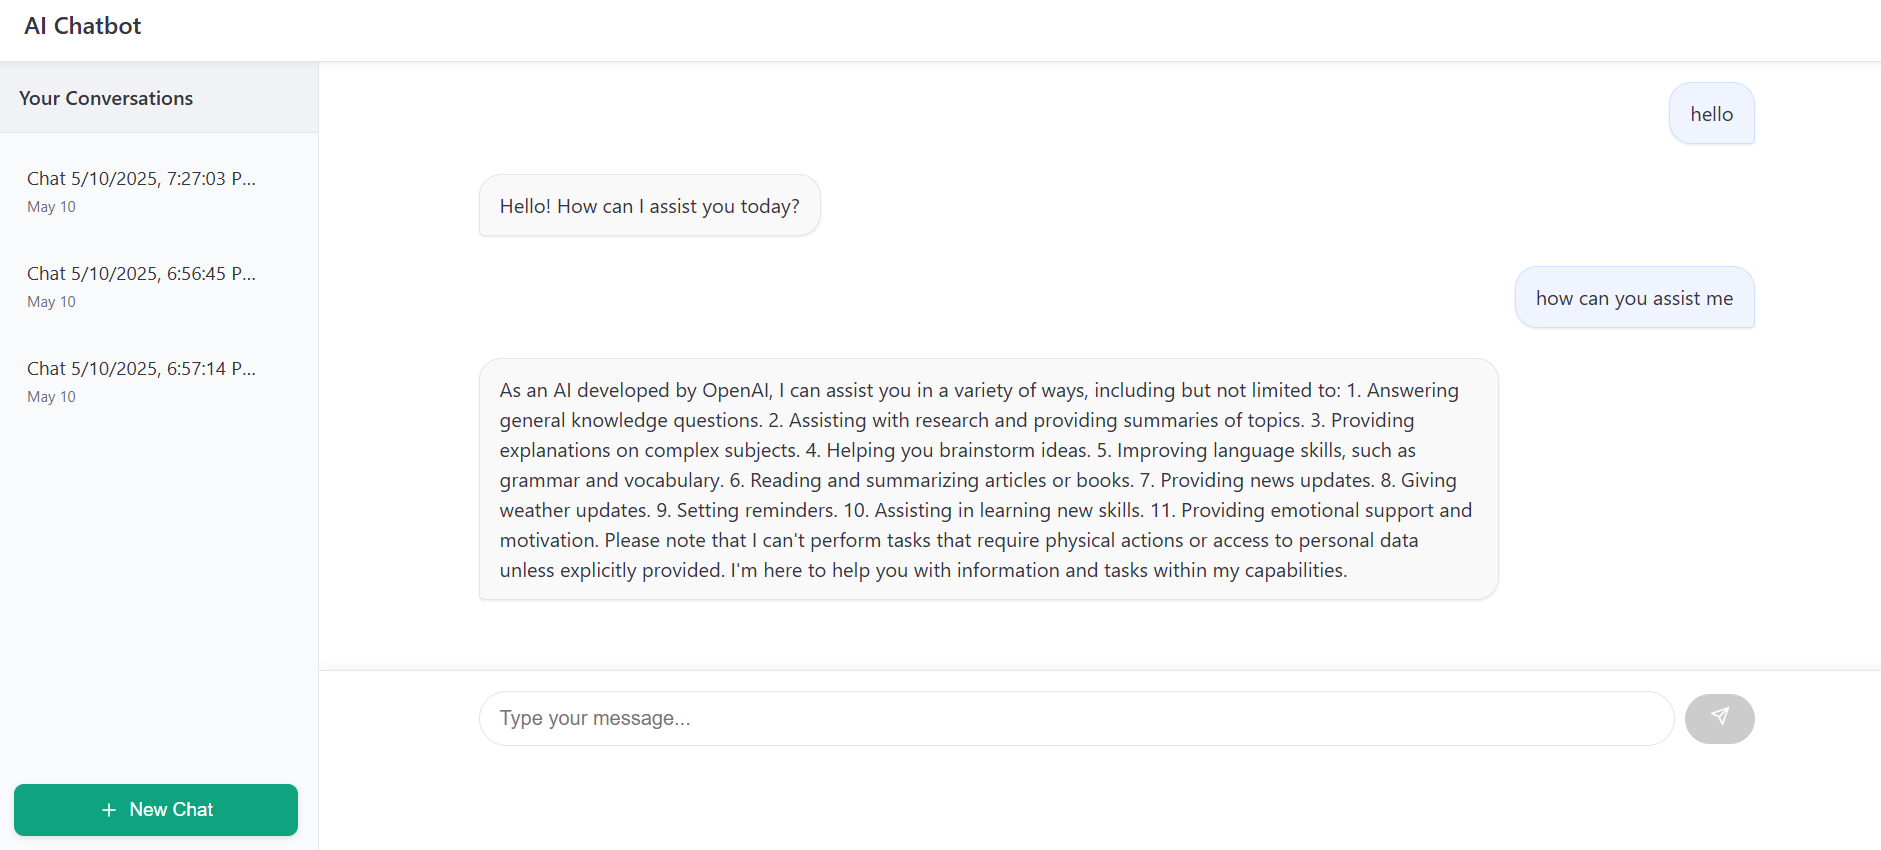 AI Chatbot
Your Conversations
Chat 5/10/2025, 7:27:03 P...
May 10
Chat 5/10/2025, 6:56:45 P...
May 10
Chat 5/10/2025, 6:57:14 P...
May 10
+ New Chat
hello
Hello! How can I assist you today?
how can you assist me
As an AI developed by OpenAI, I can assist you in a variety of ways, including but not limited to: 1. Answering
general knowledge questions. 2. Assisting with research and providing summaries of topics. 3. Providing
explanations on complex subjects. 4. Helping you brainstorm ideas. 5. Improving language skills, such as
grammar and vocabulary. 6. Reading and summarizing articles or books. 7. Providing news updates. 8. Giving
weather updates. 9. Setting reminders. 10. Assisting in learning new skills. 11. Providing emotional support and
motivation. Please note that I can't perform tasks that require physical actions or access to personal data
unless explicitly provided. I'm here to help you with information and tasks within my capabilities.
Type your message...